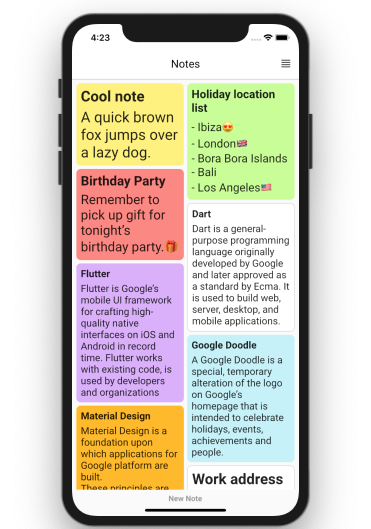 4:23
Notes
Cool note
A quick brown
fox jumps over
a lazy dog.
Birthday Party
Remember to
pick up gift for
tonight's
birthday party.🎁
Flutter
Flutter is Google's
mobile UI framework
for crafting high-
quality native
interfaces on iOS and
Android in record
time. Flutter works
with existing code, is
used by developers
and organizations
Material Design
Material Design is a
foundation upon
which applications for
Google platform are
built.
These principles are
Holiday location
list
- Ibiza😍
- London🇬🇧
- Bora Bora Islands
- Bali
- Los Angeles🇺🇸
Dart
Dart is a general-
purpose programming
language originally
developed by Google
and later approved as
a standard by Ecma. It
is used to build web,
server, desktop, and
mobile applications.
Google Doodle
A Google Doodle is a
special, temporary
alteration of the logo
on Google's
homepage that is
intended to celebrate
holidays, events,
achievements and
people.
Work address
New Note